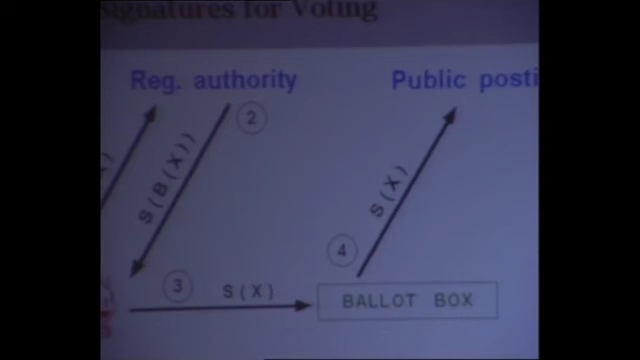 Signatures for Voting
Reg. authority
Public posti
2
X)
S(B(X))
S(X)
4
3
S(X)
BALLOT BOX